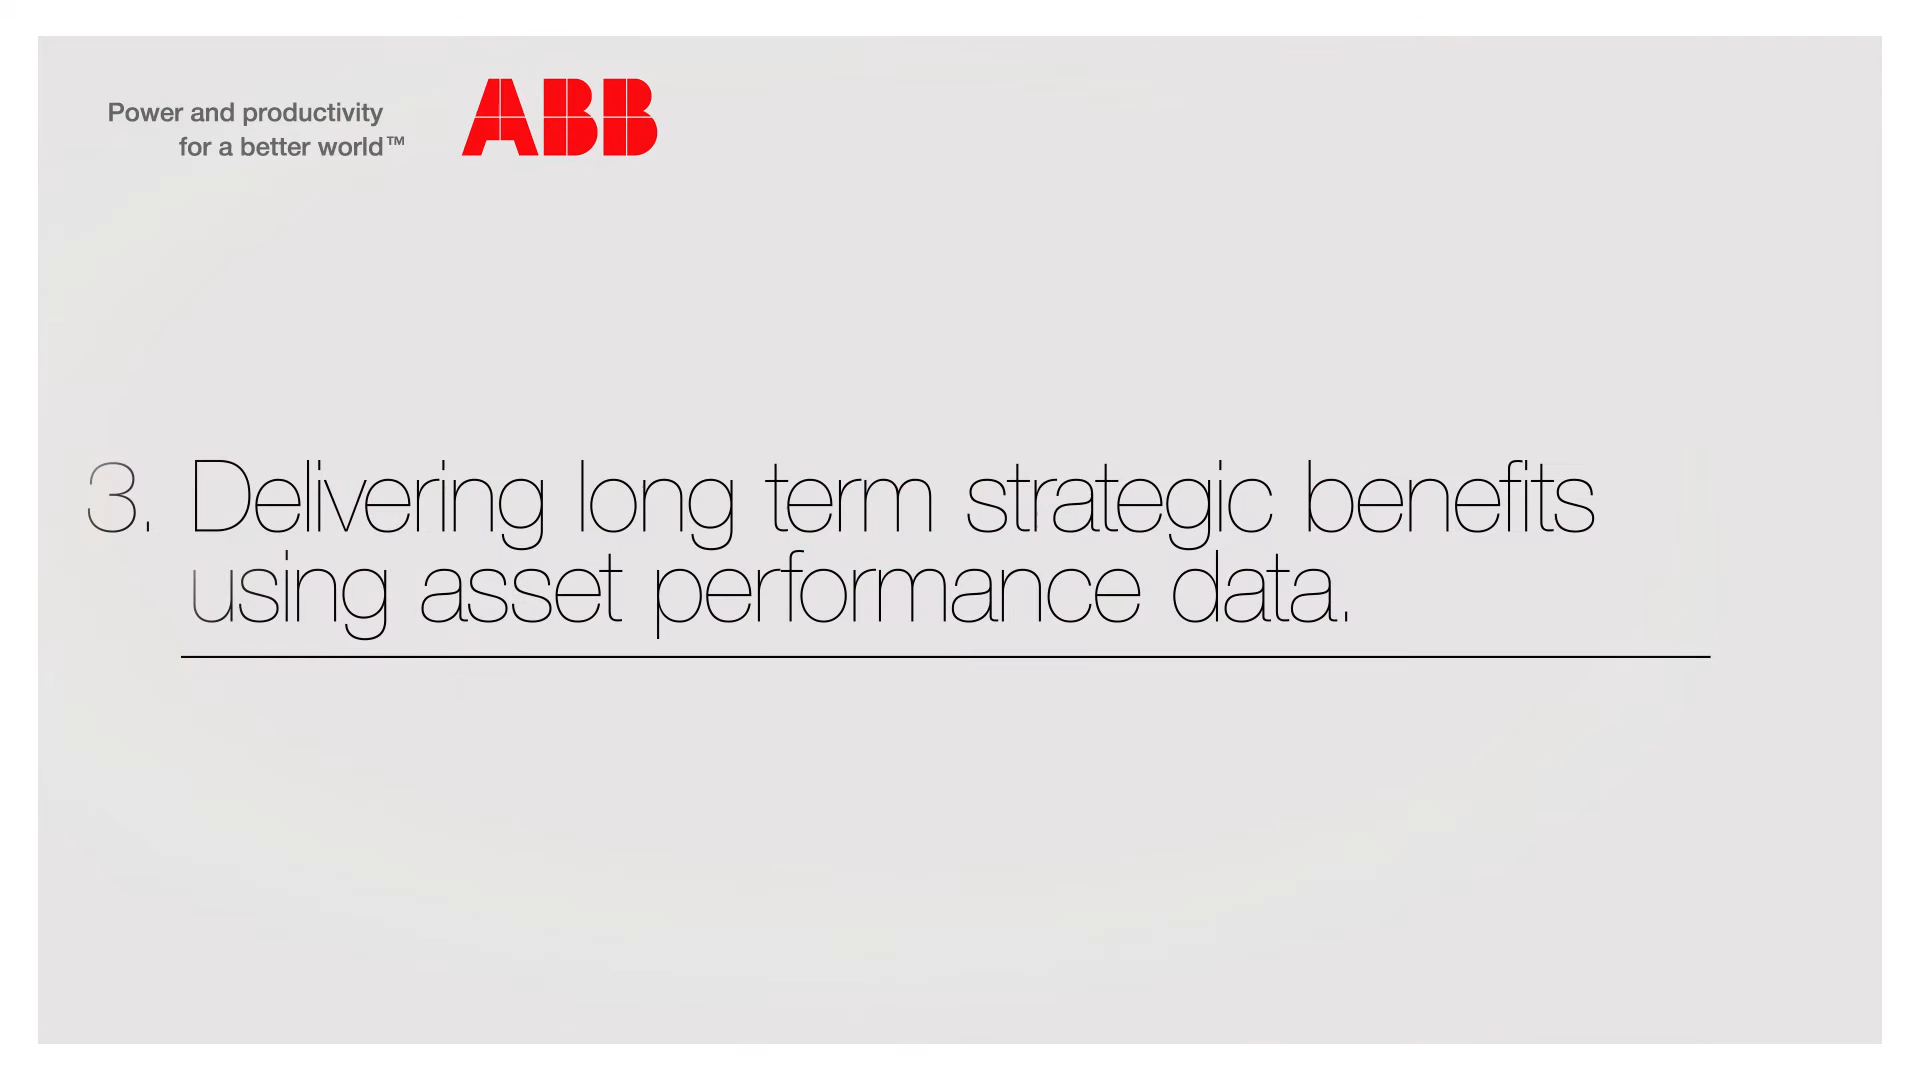 Power and productivity
for a better world™
ABB
3. Delivering long term strategic benefits
using asset performance data.